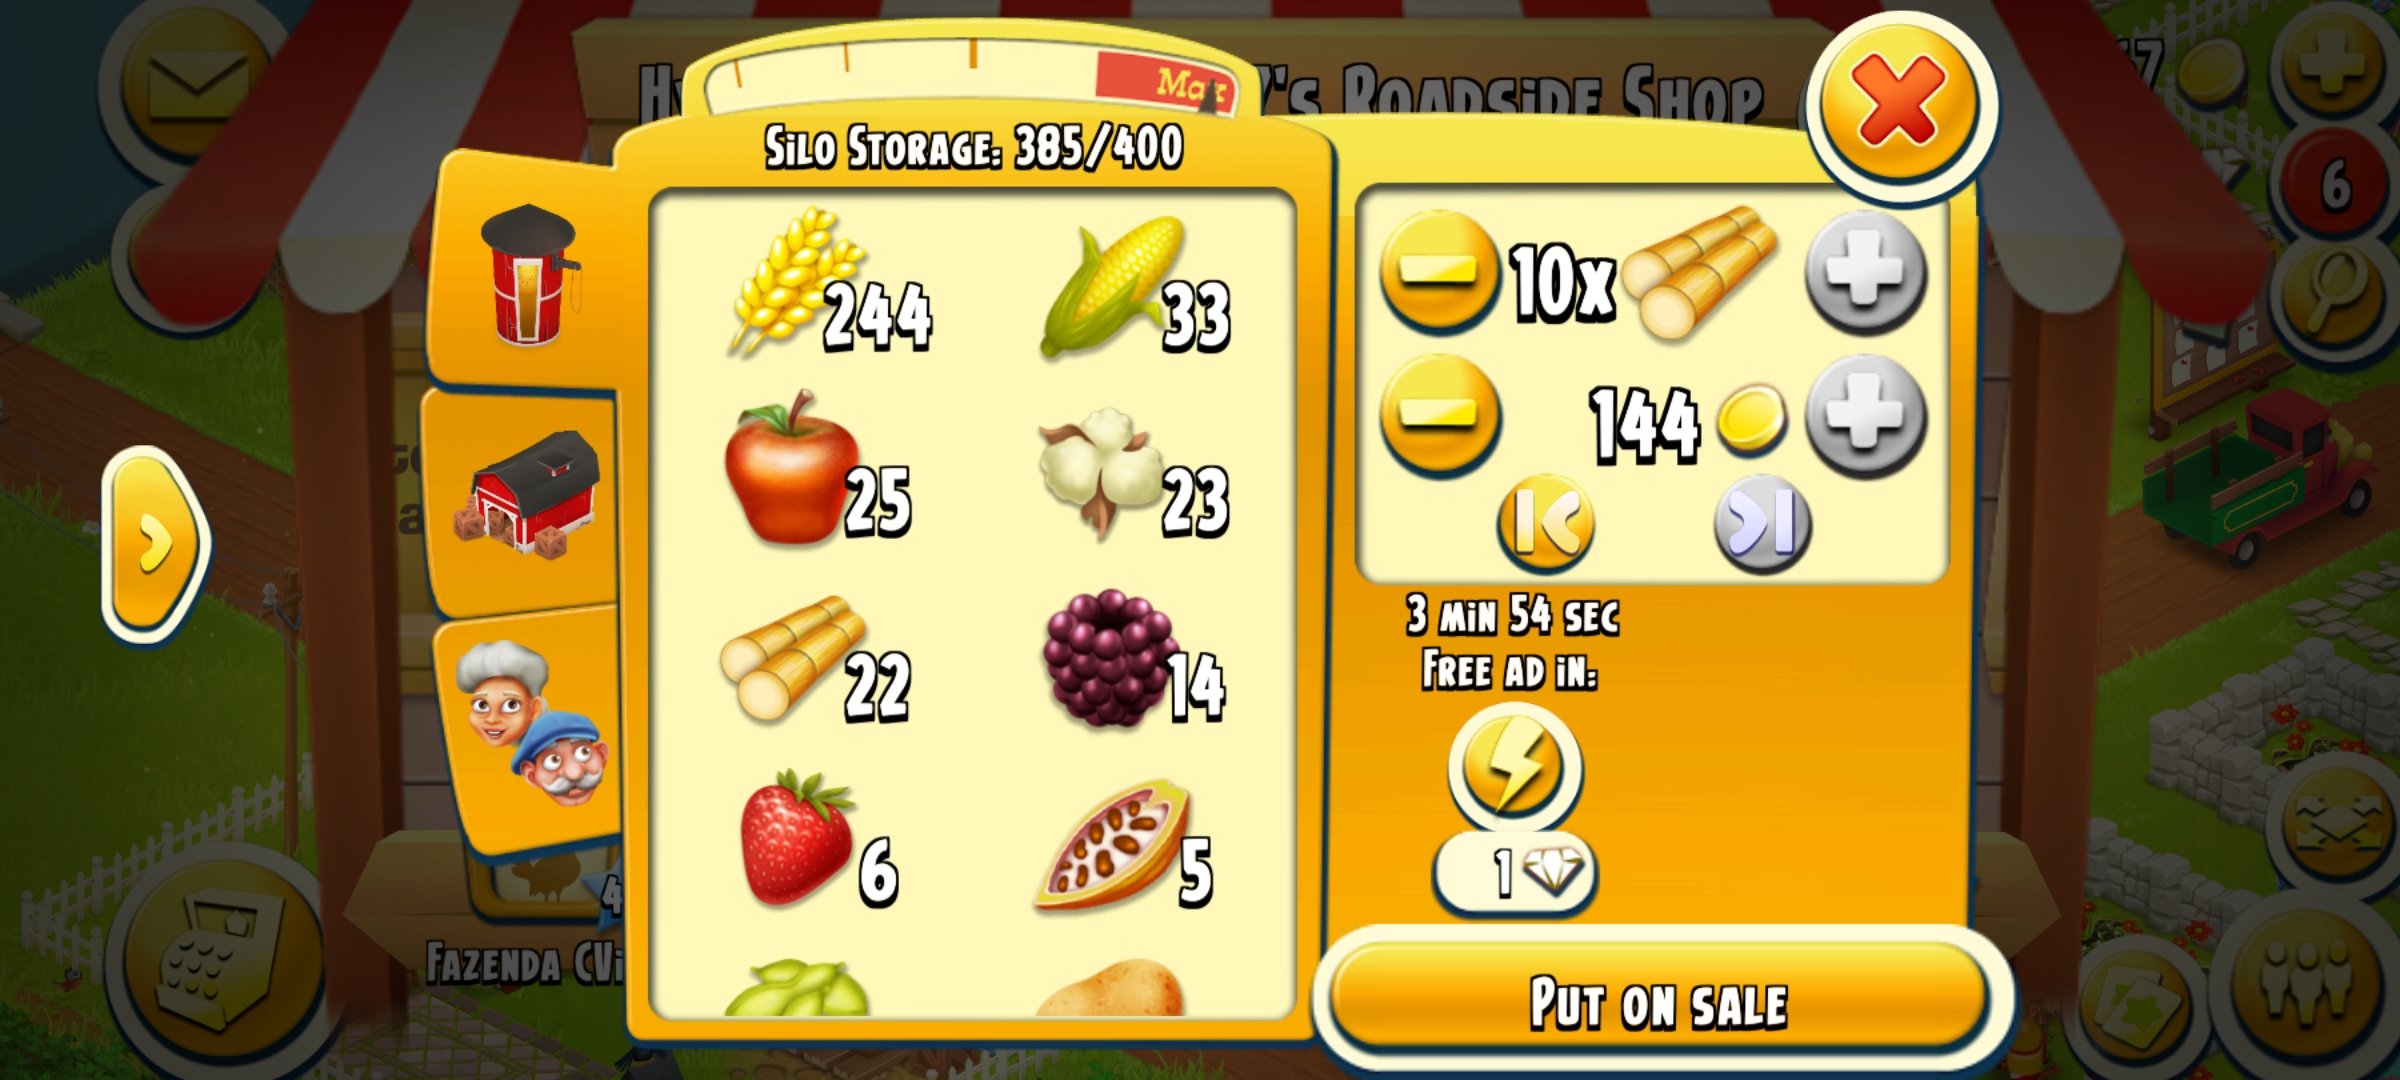 Max
'S ROADSIDE SHOP
SILO STORAGE: 385/400
244
33
25
23
22
14
6
5
10x
144
3 MIN 54 SEC
FREE AD IN:
1
PUT ON SALE
6
FAZENDA